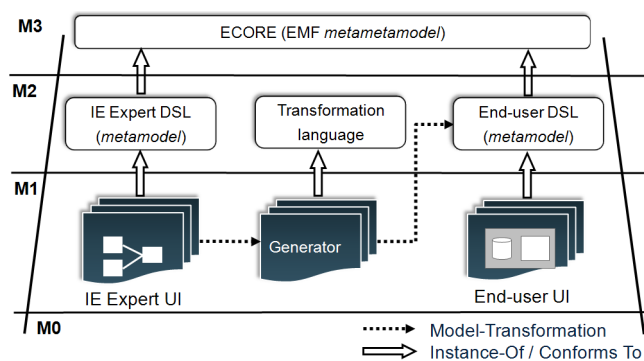 M3
ECORE (EMF metametamodel)
M2
IE Expert DSL
(metamodel)
Transformation
language
End-user DSL
(metamodel)
M1
Generator
IE Expert UI
End-user UI
M0
Model-Transformation
Instance-Of / Conforms To